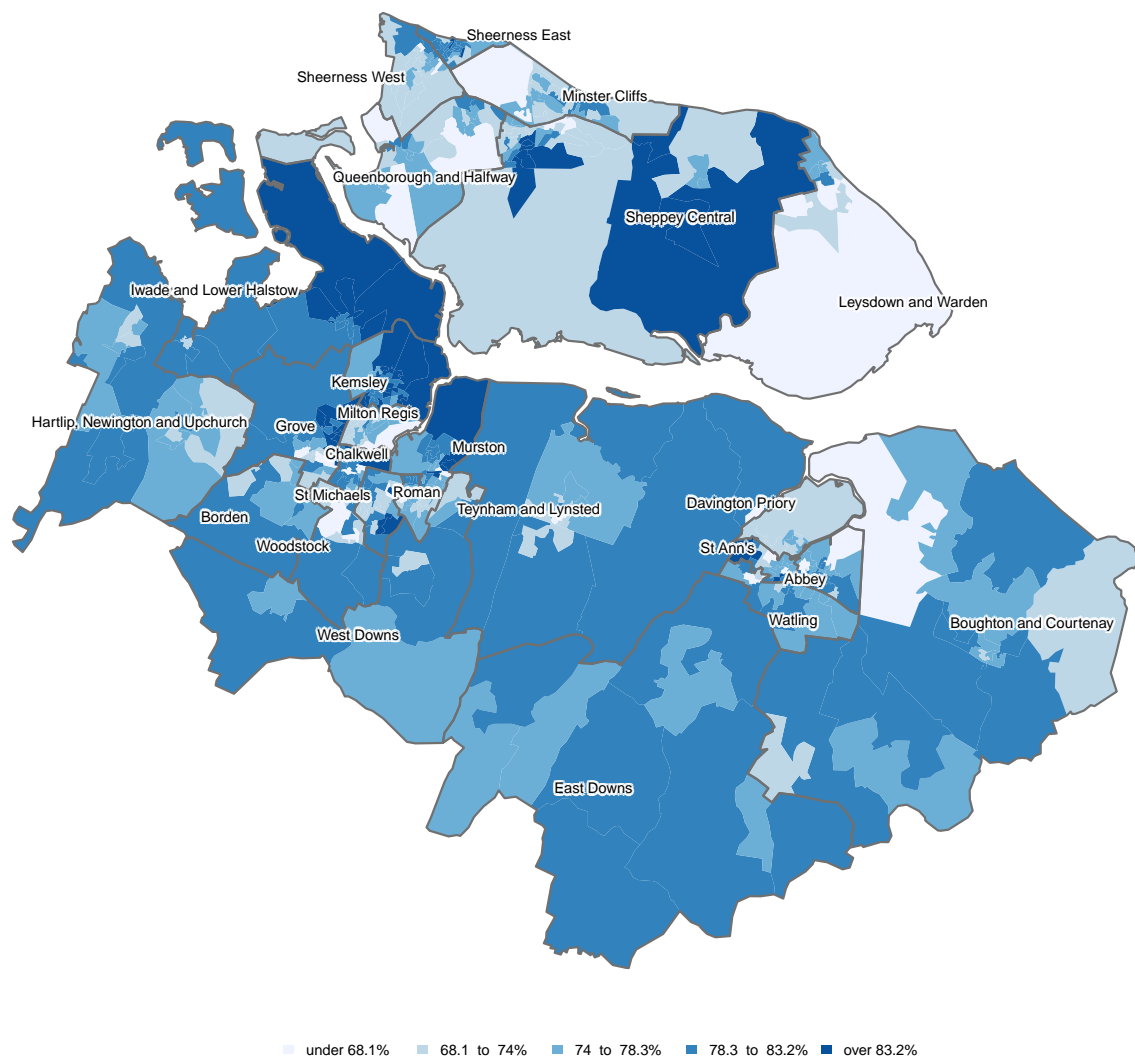 Sheerness East
Sheerness West
Minster Cliffs
Queenborough and Halfway
Sheppey Central
Iwade and Lower Halstow
Leysdown and Warden
Kemsley
Milton Regis
Hartlip, Newington and Upchurch
Grove
Murston
Chalkwell
St Michaels
Roman
Davington Priory
Teynham and Lynsted
Borden
Woodstock
St Ann's
Abbey
Watling
Boughton and Courtenay
West Downs
East Downs
under 68.1% 68.1 to 74% 74 to 78.3% 78.3 to 83.2% over 83.2%